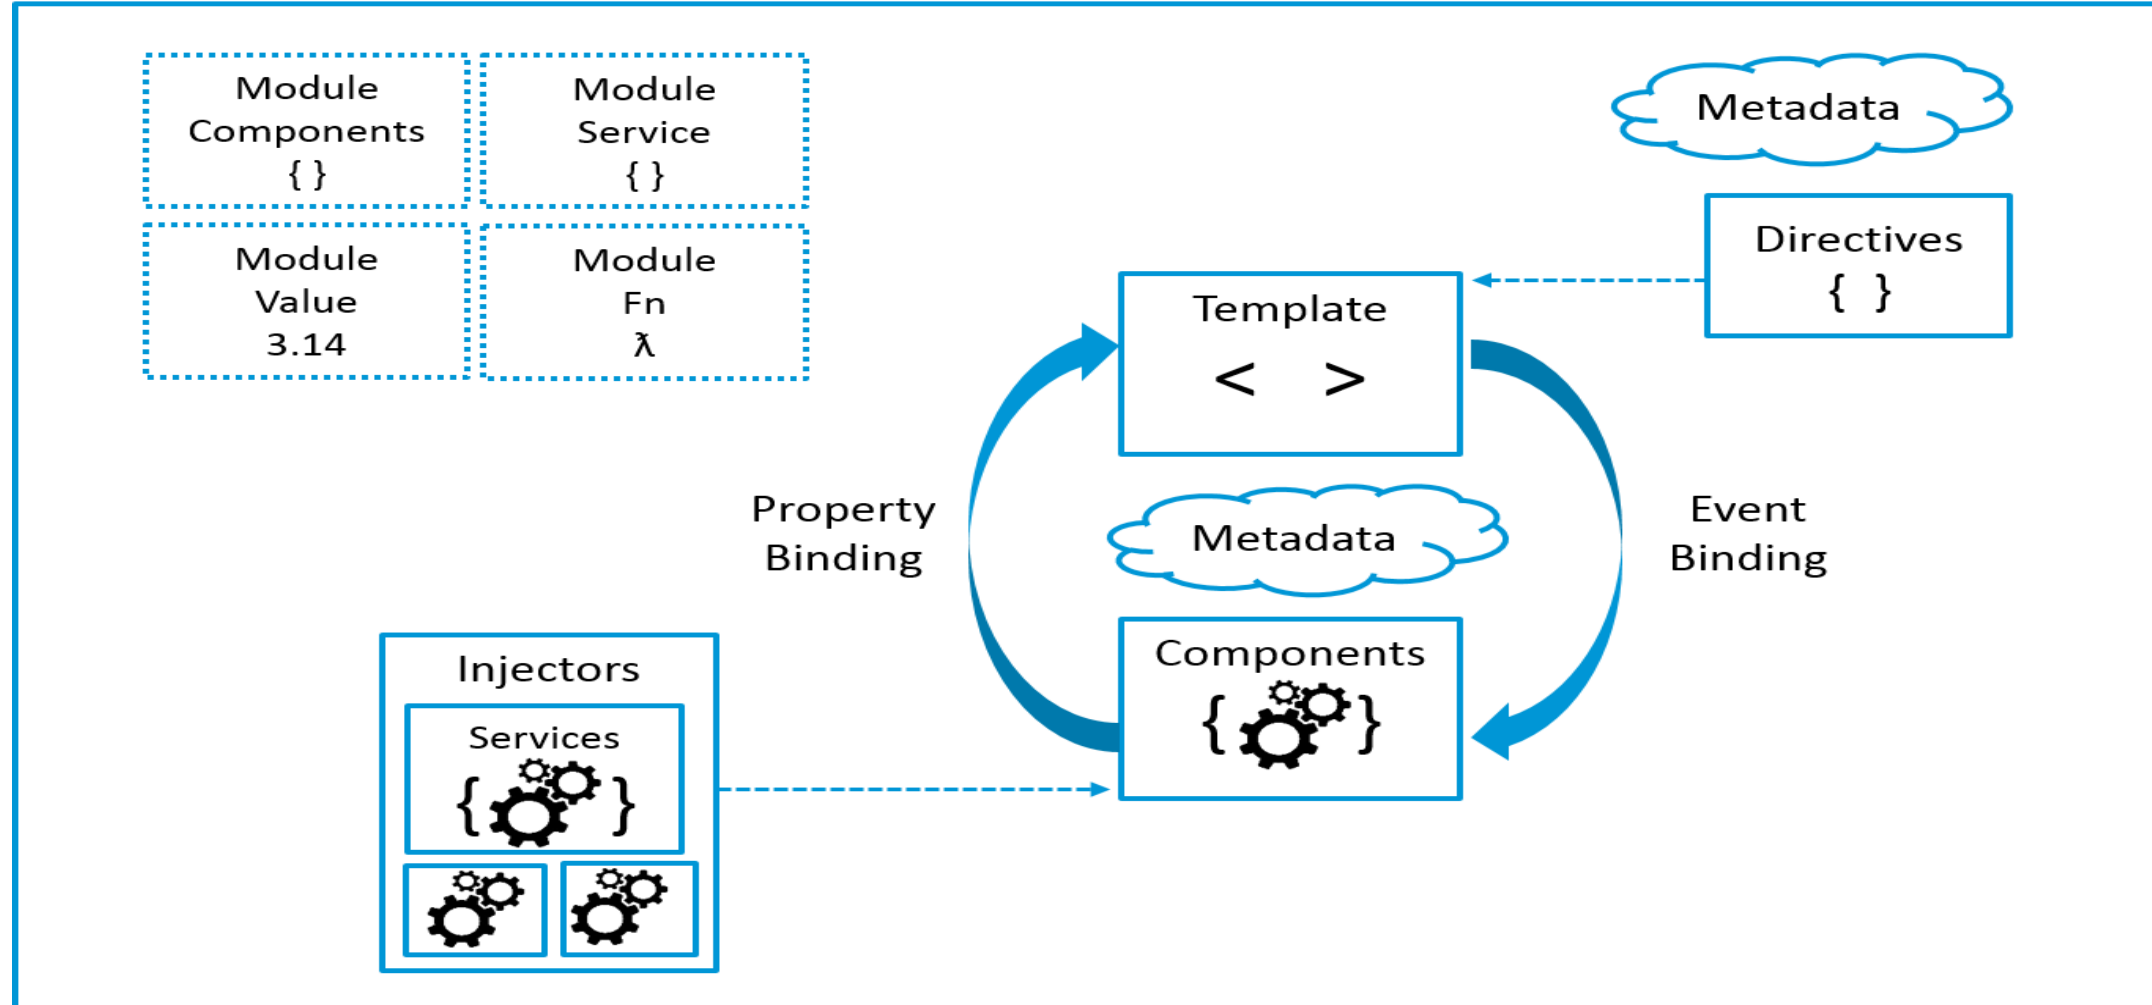 Module
Components
{ }
Module
Service
{ }
Module
Value
3.14
Module
Fn
ƛ
Metadata
Directives
{ }
Template
< >
Property
Binding
Metadata
Event
Binding
Components
{ }
Injectors
Services
{ }